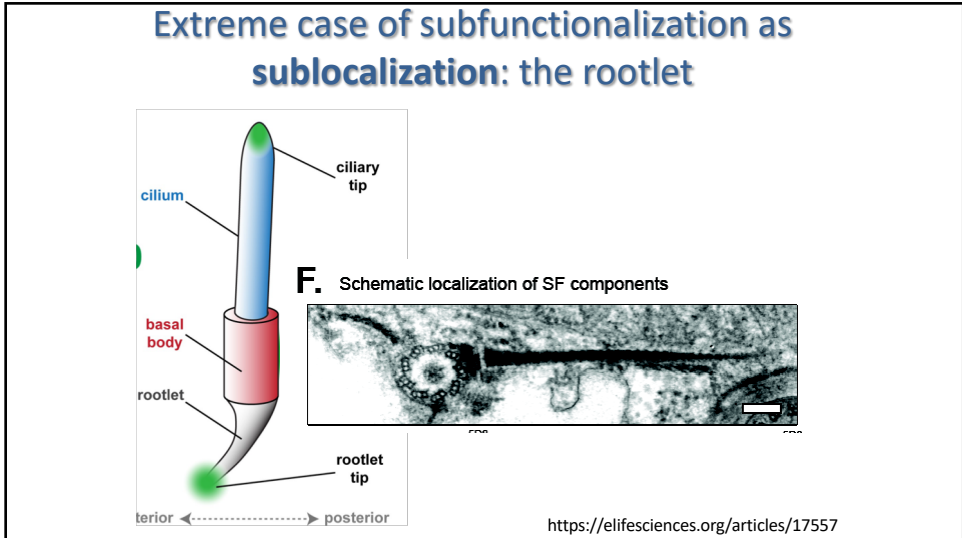 Extreme case of subfunctionalization as
sublocalization: the rootlet
ciliary
tip
cilium
F. Schematic localization of SF components
basal
body
rootlet
rootlet
tip
terior posterior
https://elifesciences.org/articles/17557